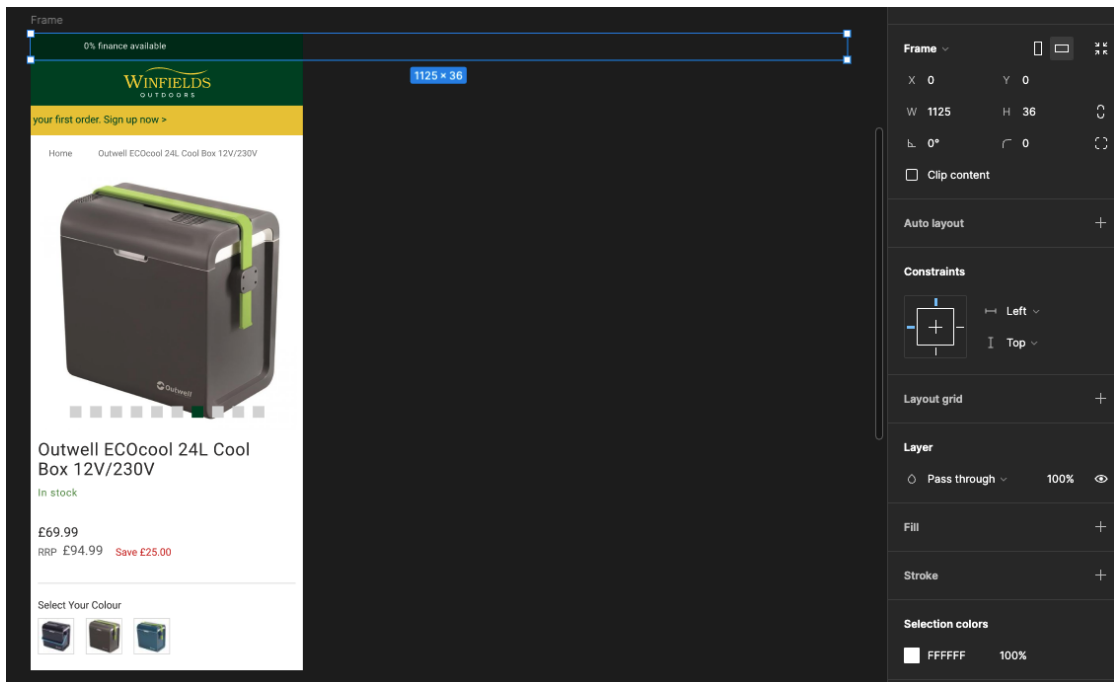 Frame
0% finance available
1125 × 36
WINFIELDS
OUTDOORS
your first order. Sign up now >
Home Outwell ECOcool 24L Cool Box 12V/230V
Outwell
Outwell ECOcool 24L Cool
Box 12V/230V
In stock
£69.99
RRP £94.99 Save £25.00
Select Your Colour
Frame
X 0 Y 0
W 1125 H 36
0° 0
Clip content
Auto layout
Constraints
Left
Top
Layout grid
Layer
Pass through 100%
Fill
Stroke
Selection colors
FFFFFF 100%